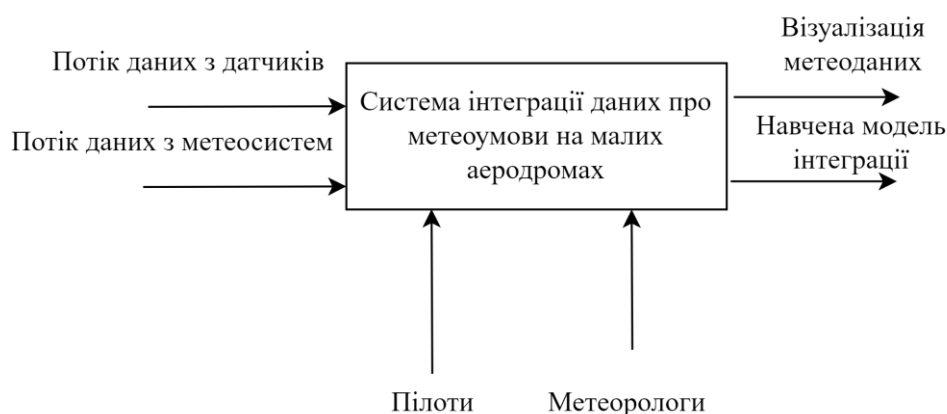 Потік даних з датчиків
Потік даних з метеосистем
Система інтеграції даних про
метеоумови на малих
аеродромах
Візуалізація
метеоданих
Навчена модель
інтеграції
Пілоти
Метеорологи